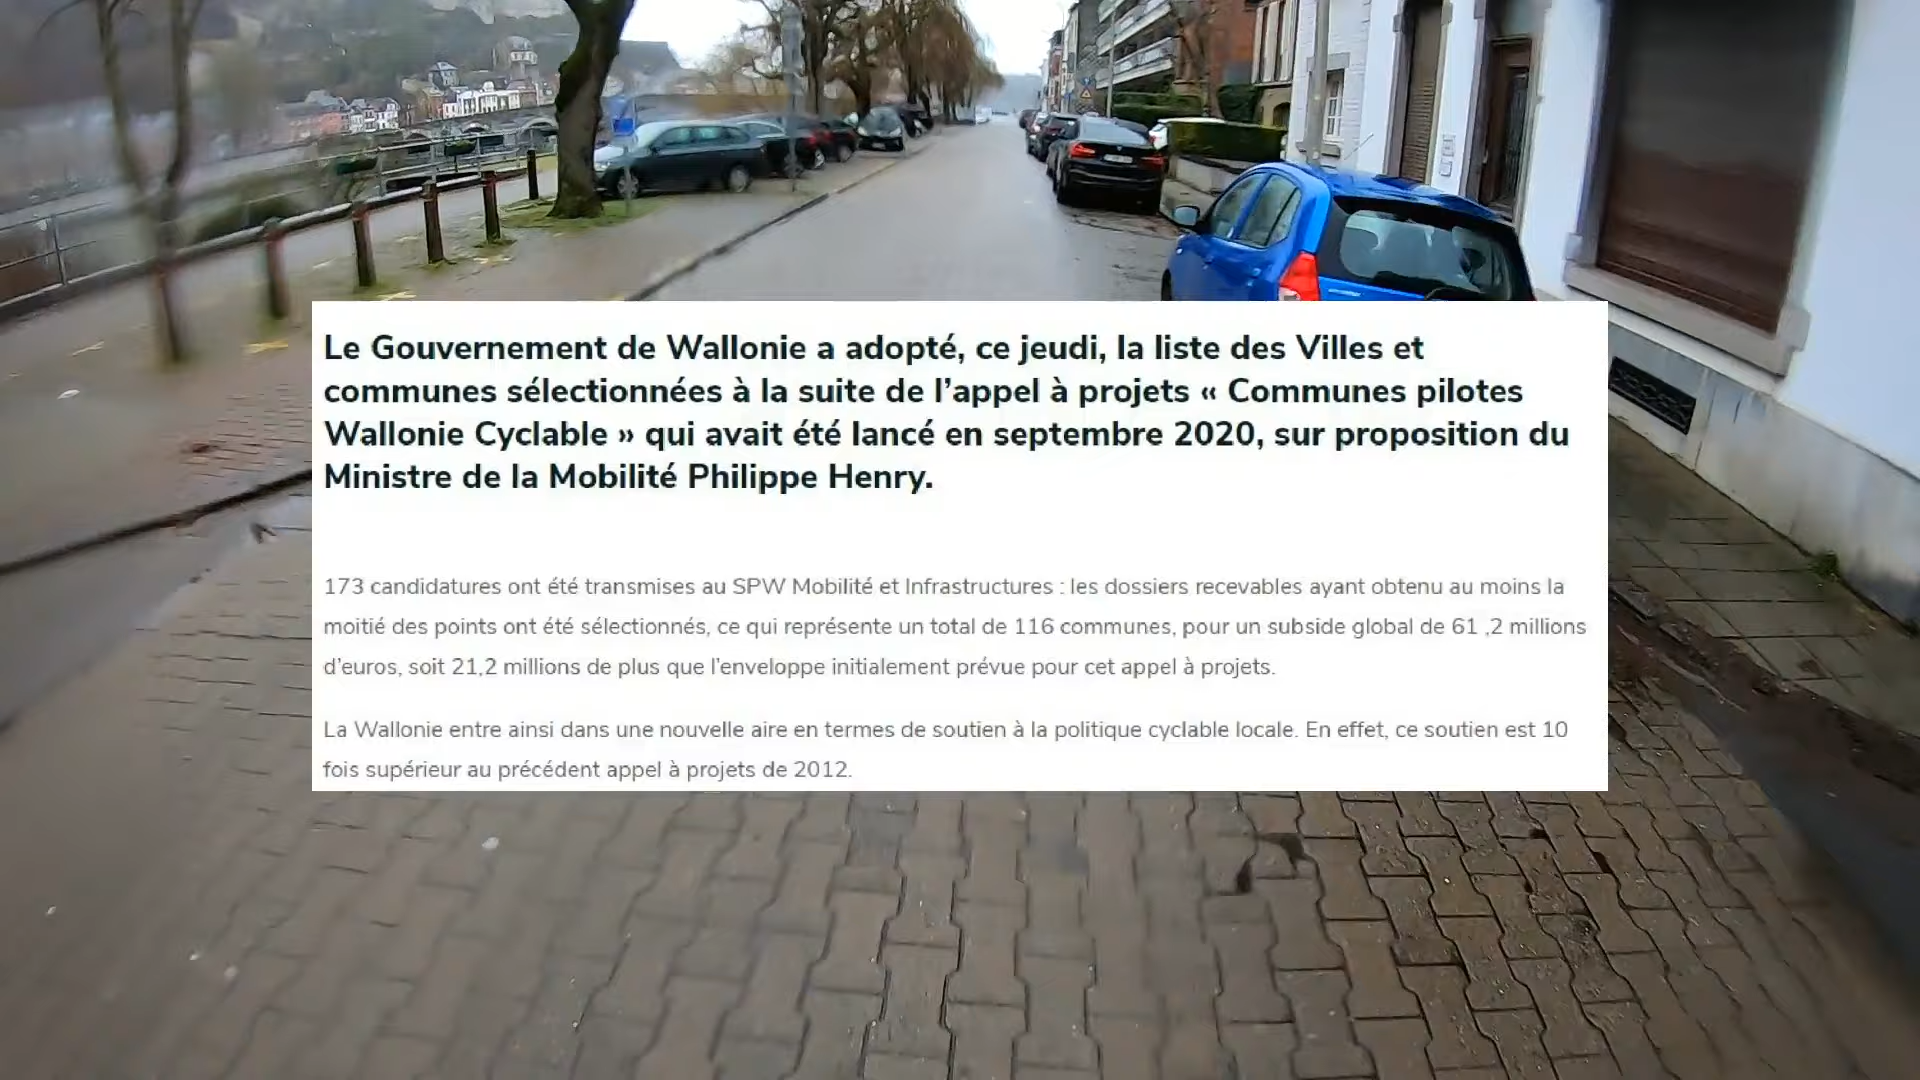 Le Gouvernement de Wallonie a adopté, ce jeudi, la liste des Villes et
communes sélectionnées à la suite de l’appel à projets « Communes pilotes
Wallonie Cyclable » qui avait été lancé en septembre 2020, sur proposition du
Ministre de la Mobilité Philippe Henry.
173 candidatures ont été transmises au SPW Mobilité et Infrastructures : les dossiers recevables ayant obtenu au moins la
moitié des points ont été sélectionnés, ce qui représente un total de 116 communes, pour un subside global de 61 ,2 millions
d’euros, soit 21,2 millions de plus que l’enveloppe initialement prévue pour cet appel à projets.
La Wallonie entre ainsi dans une nouvelle aire en termes de soutien à la politique cyclable locale. En effet, ce soutien est 10
fois supérieur au précédent appel à projets de 2012.